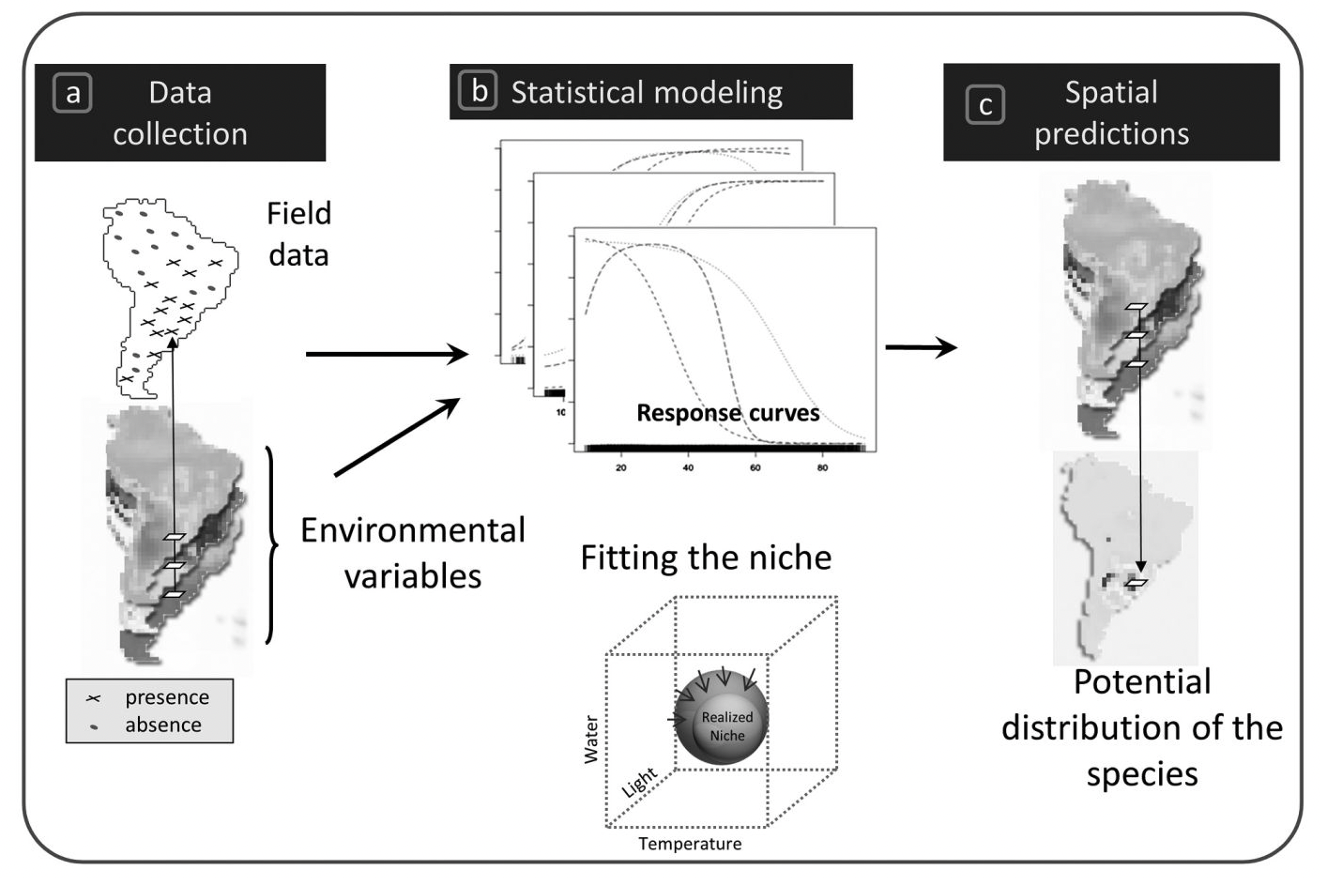 a
Data
collection
Field
data
Environmental
variables
presence
absence
b
Statistical modeling
10
Response curves
20
40
60
80
Fitting the niche
Realized
Niche
Water
Light
Temperature
c
Spatial
predictions
Potential
distribution of the
species